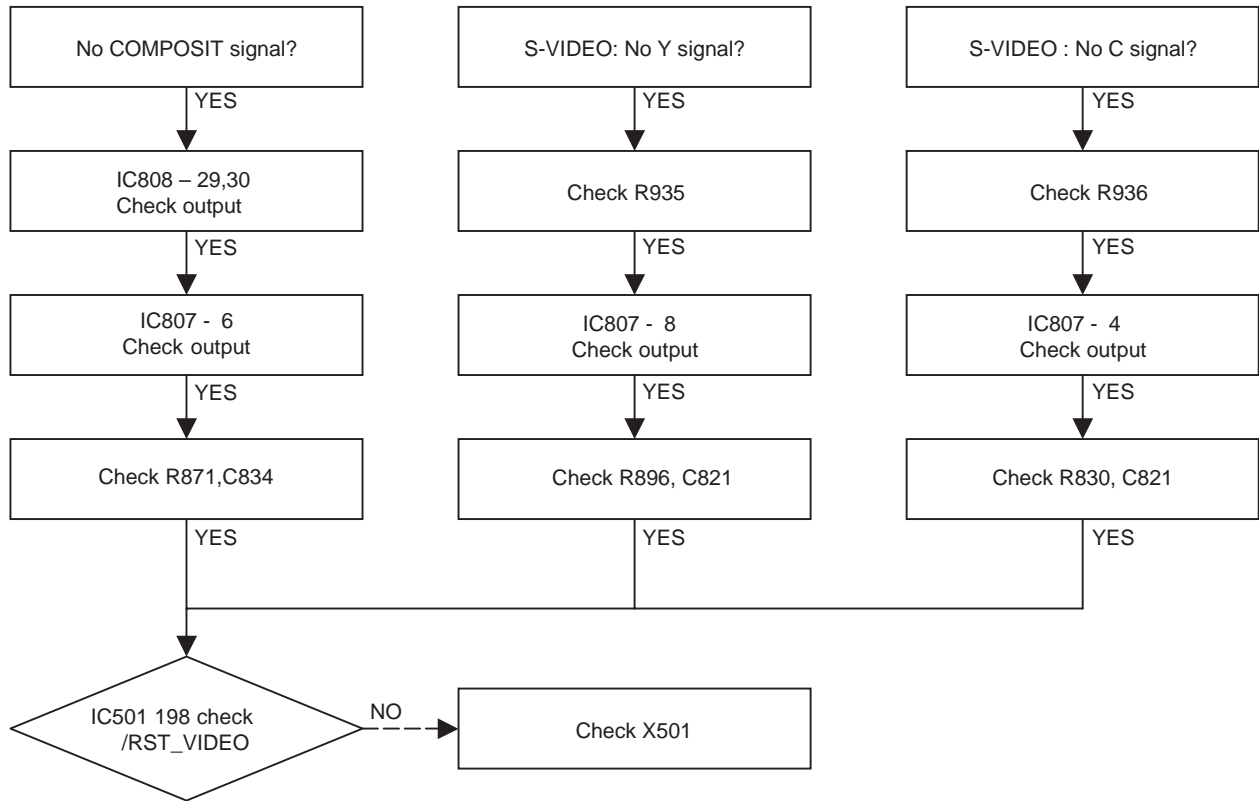 No COMPOSIT signal?
YES
IC808 – 29,30
Check output
YES
IC807 - 6
Check output
YES
Check R871,C834
YES
S-VIDEO: No Y signal?
YES
Check R935
YES
IC807 - 8
Check output
YES
Check R896, C821
YES
S-VIDEO : No C signal?
YES
Check R936
YES
IC807 - 4
Check output
YES
Check R830, C821
YES
IC501 198 check
/RST_VIDEO
NO
Check X501